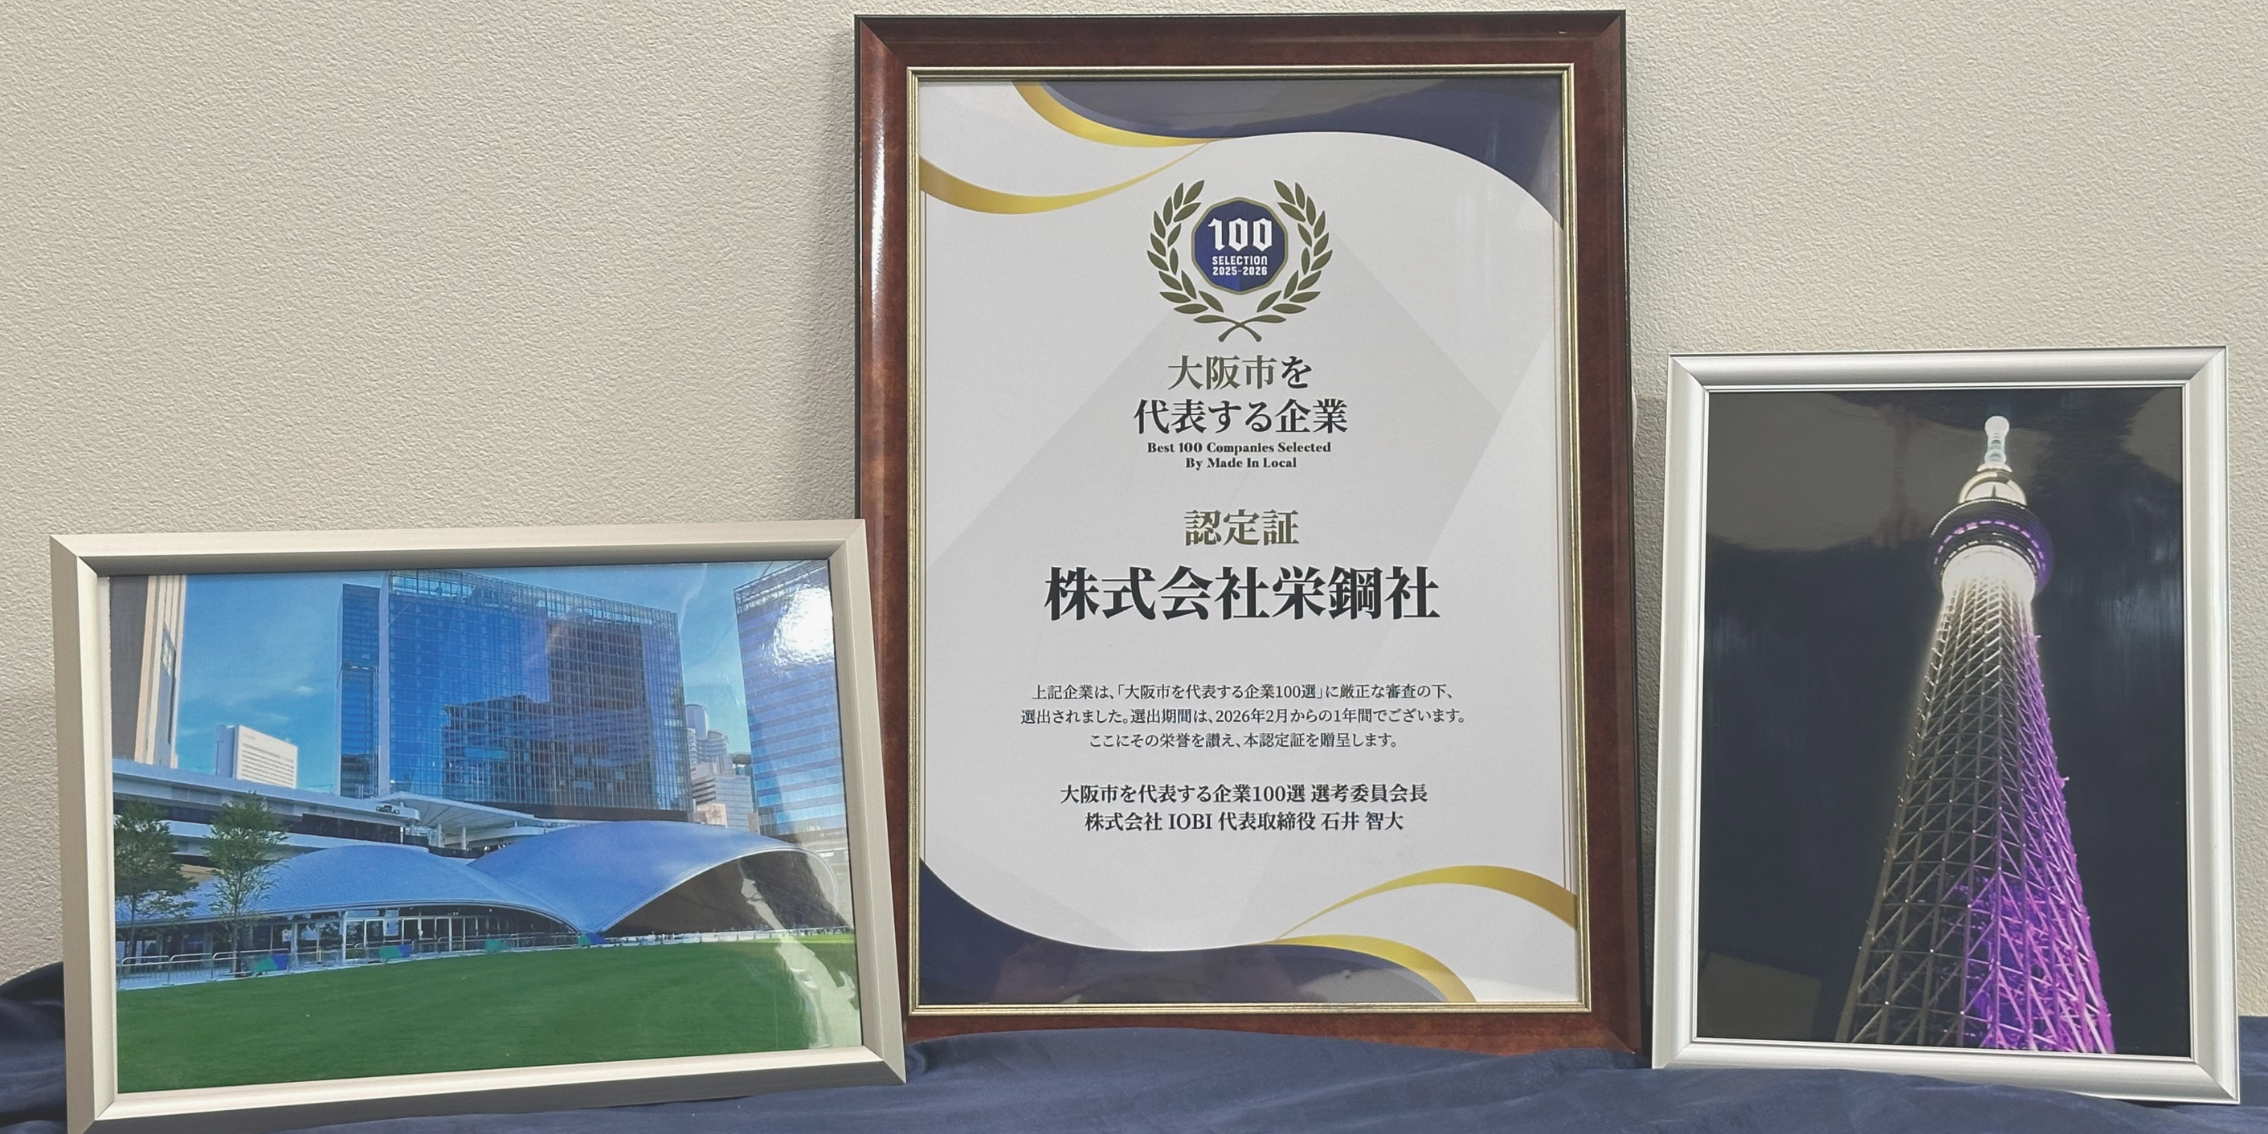 100
SELECTION
2025-2026
大阪市を
代表する企業
Best 100 Companies Selected
By Made In Local
認定証
株式会社栄鋼社
上記企業は、「大阪市を代表する企業100選」に厳正な審査の下、
選出されました。選出期間は、2026年2月からの1年間でございます。
ここにその栄誉を讃え、本認定証を贈呈します。
大阪市を代表する企業100選 選考委員会長
株式会社 IOBI 代表取締役 石井 智大